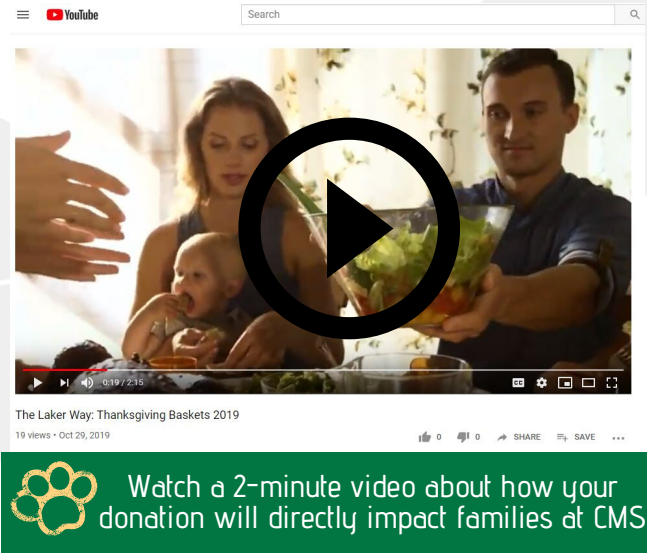 YouTube
Search
0:19 / 2:15
CC
The Laker Way: Thanksgiving Baskets 2019
19 views • Oct 29, 2019
0 0 SHARE SAVE
Watch a 2-minute video about how your
donation will directly impact families at CMS